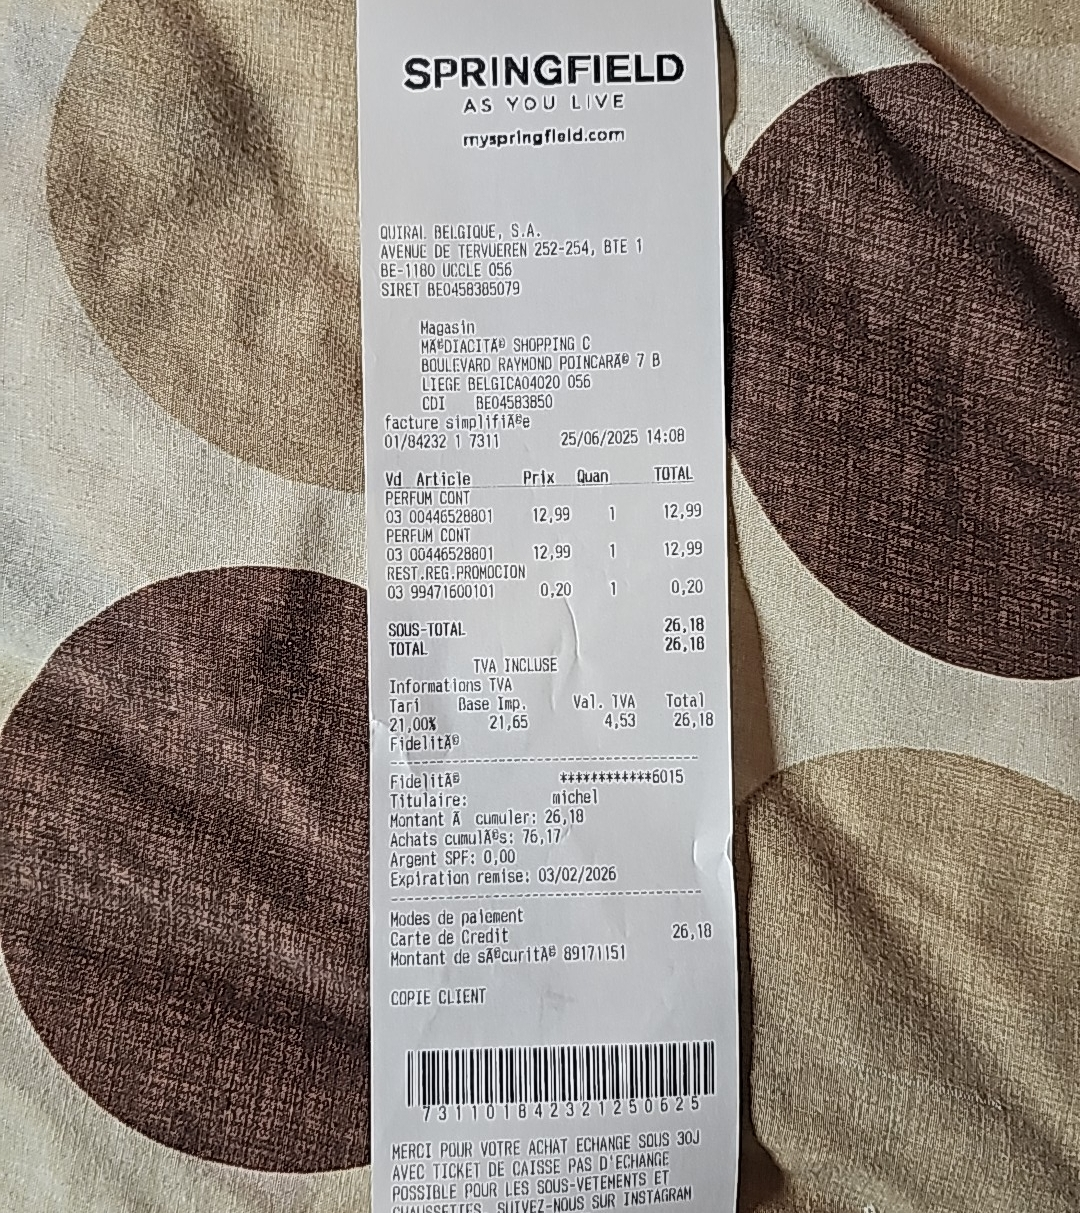 SPRINGFIELD
AS YOU LIVE
myspringfield.com
QUIRAL BELGIQUE, S.A.
AVENUE DE TERVUEREN 252-254, BTE 1
BE-1180 UCCLE 056
SIRET BE0458385079
Magasin
MÃ©DIACITÃ© SHOPPING C
BOULEVARD RAYMOND POINCARÃ© 7 B
LIEGE BELGICA04020 056
CDI BE04583850
facture simplifiÃ©e
01/84232 1 7311 25/06/2025 14:08
Vd Article Prix Quan TOTAL
PERFUM CONT
03 00446528801 12,99 1 12,99
PERFUM CONT
03 00446528801 12,99 1 12,99
REST.REG.PROMOCION
03 99471600101 0,20 1 0,20
SOUS-TOTAL 26,18
TOTAL 26,18
TVA INCLUSE
Informations TVA
Tari Base Imp. Val. TVA Total
21,00% 21,65 4,53 26,18
FidelitÃ©
FidelitÃ© ************6015
Titulaire: michel
Montant Ã cumuler: 26,18
Achats cumulÃ©s: 76,17
Argent SPF: 0,00
Expiration remise: 03/02/2026
Modes de paiement
Carte de Credit 26,18
Montant de sÃ©curitÃ© 89171151
COPIE CLIENT
731101842321250625
MERCI POUR VOTRE ACHAT ECHANGE SOUS 30J
AVEC TICKET DE CAISSE PAS D'ECHANGE
POSSIBLE POUR LES SOUS-VETEMENTS ET
CHAUSSETTES. SUIVEZ-NOUS SUR INSTAGRAM